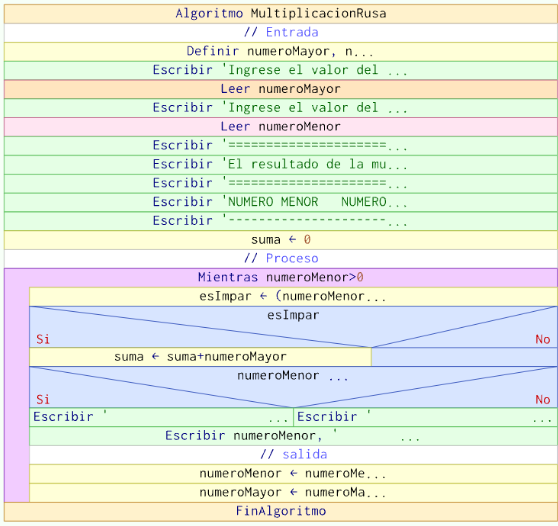 Algoritmo MultiplicacionRusa
// Entrada
Definir numeroMayor, n...
Escribir 'Ingrese el valor del ...
Leer numeroMayor
Escribir 'Ingrese el valor del ...
Leer numeroMenor
Escribir '=====================...
Escribir 'El resultado de la mu...
Escribir '=====================...
Escribir 'NUMERO MENOR   NUMERO...
Escribir '---------------------...
suma ← 0
// Proceso
Mientras numeroMenor>0
esImpar ← (numeroMenor...
esImpar
Si No
suma ← suma+numeroMayor
numeroMenor ...
Si No
Escribir '                     ... Escribir '                     ...
Escribir numeroMenor, '        ...
// salida
numeroMenor ← numeroMe...
numeroMayor ← numeroMa...
FinAlgoritmo